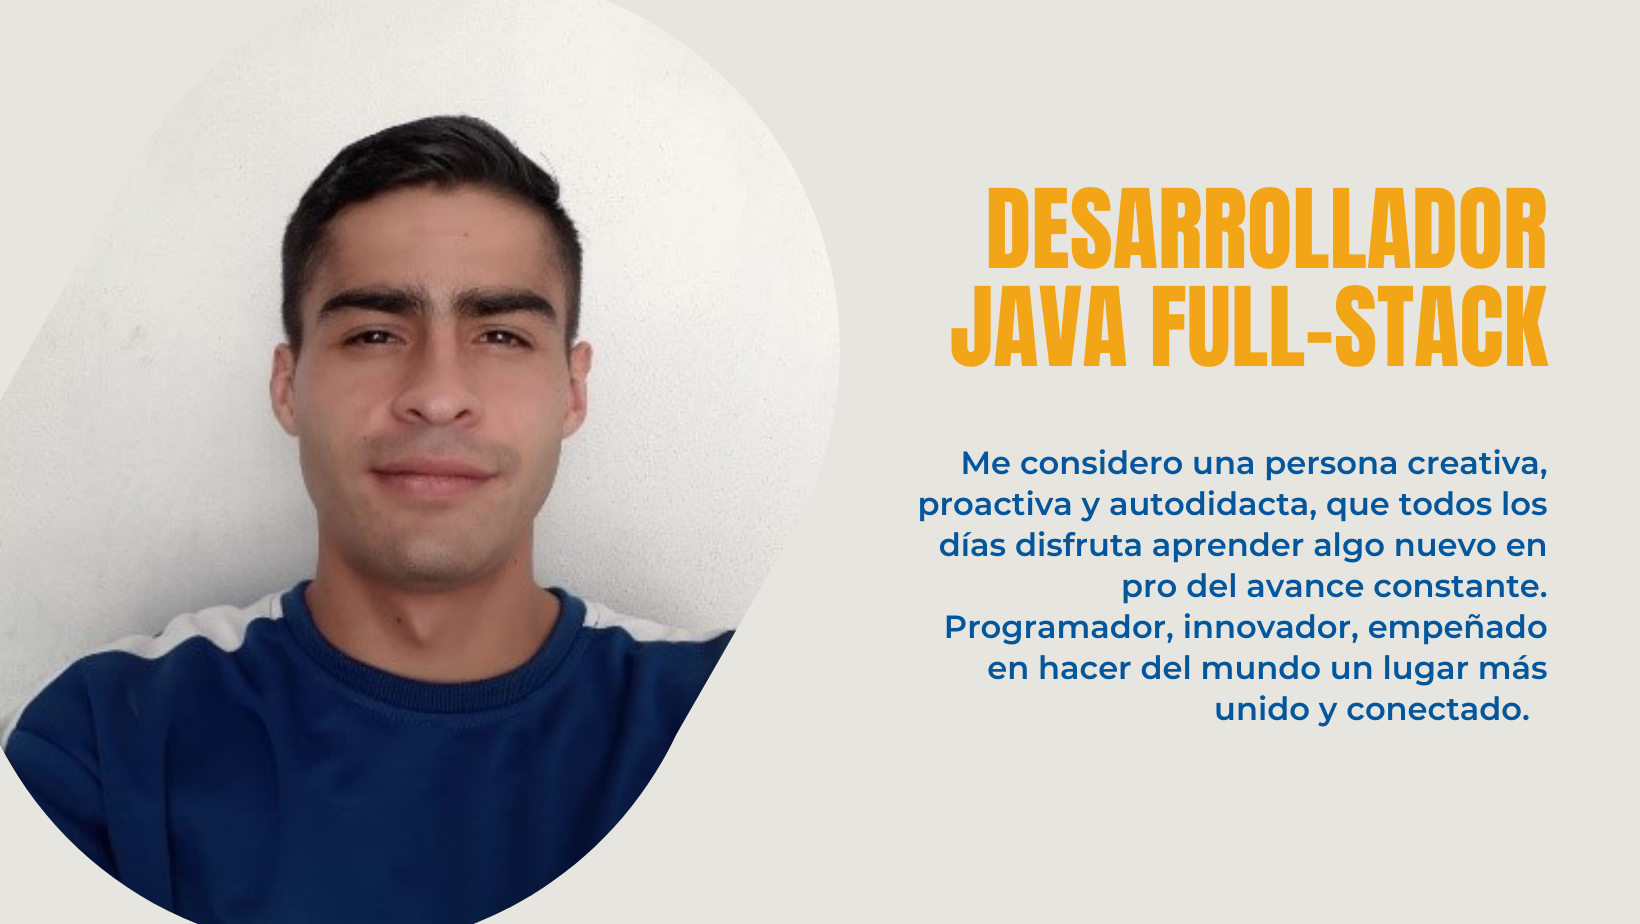 DESARROLLADOR
JAVA FULL-STACK
Me considero una persona creativa,
proactiva y autodidacta, que todos los
días disfruta aprender algo nuevo en
pro del avance constante.
Programador, innovador, empeñado
en hacer del mundo un lugar más
unido y conectado.